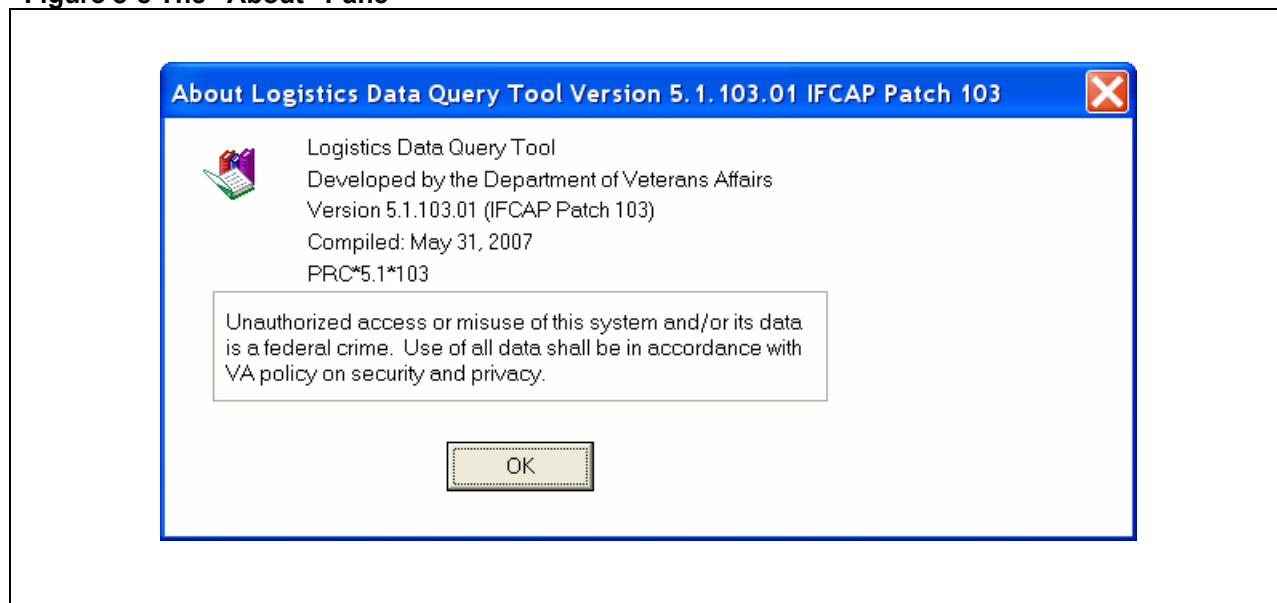 About Logistics Data Query Tool Version 5.1.103.01 IFCAP Patch 103
Logistics Data Query Tool
Developed by the Department of Veterans Affairs
Version 5.1.103.01 (IFCAP Patch 103)
Compiled: May 31, 2007
PRC*5.1*103
Unauthorized access or misuse of this system and/or its data
is a federal crime. Use of all data shall be in accordance with
VA policy on security and privacy.
OK